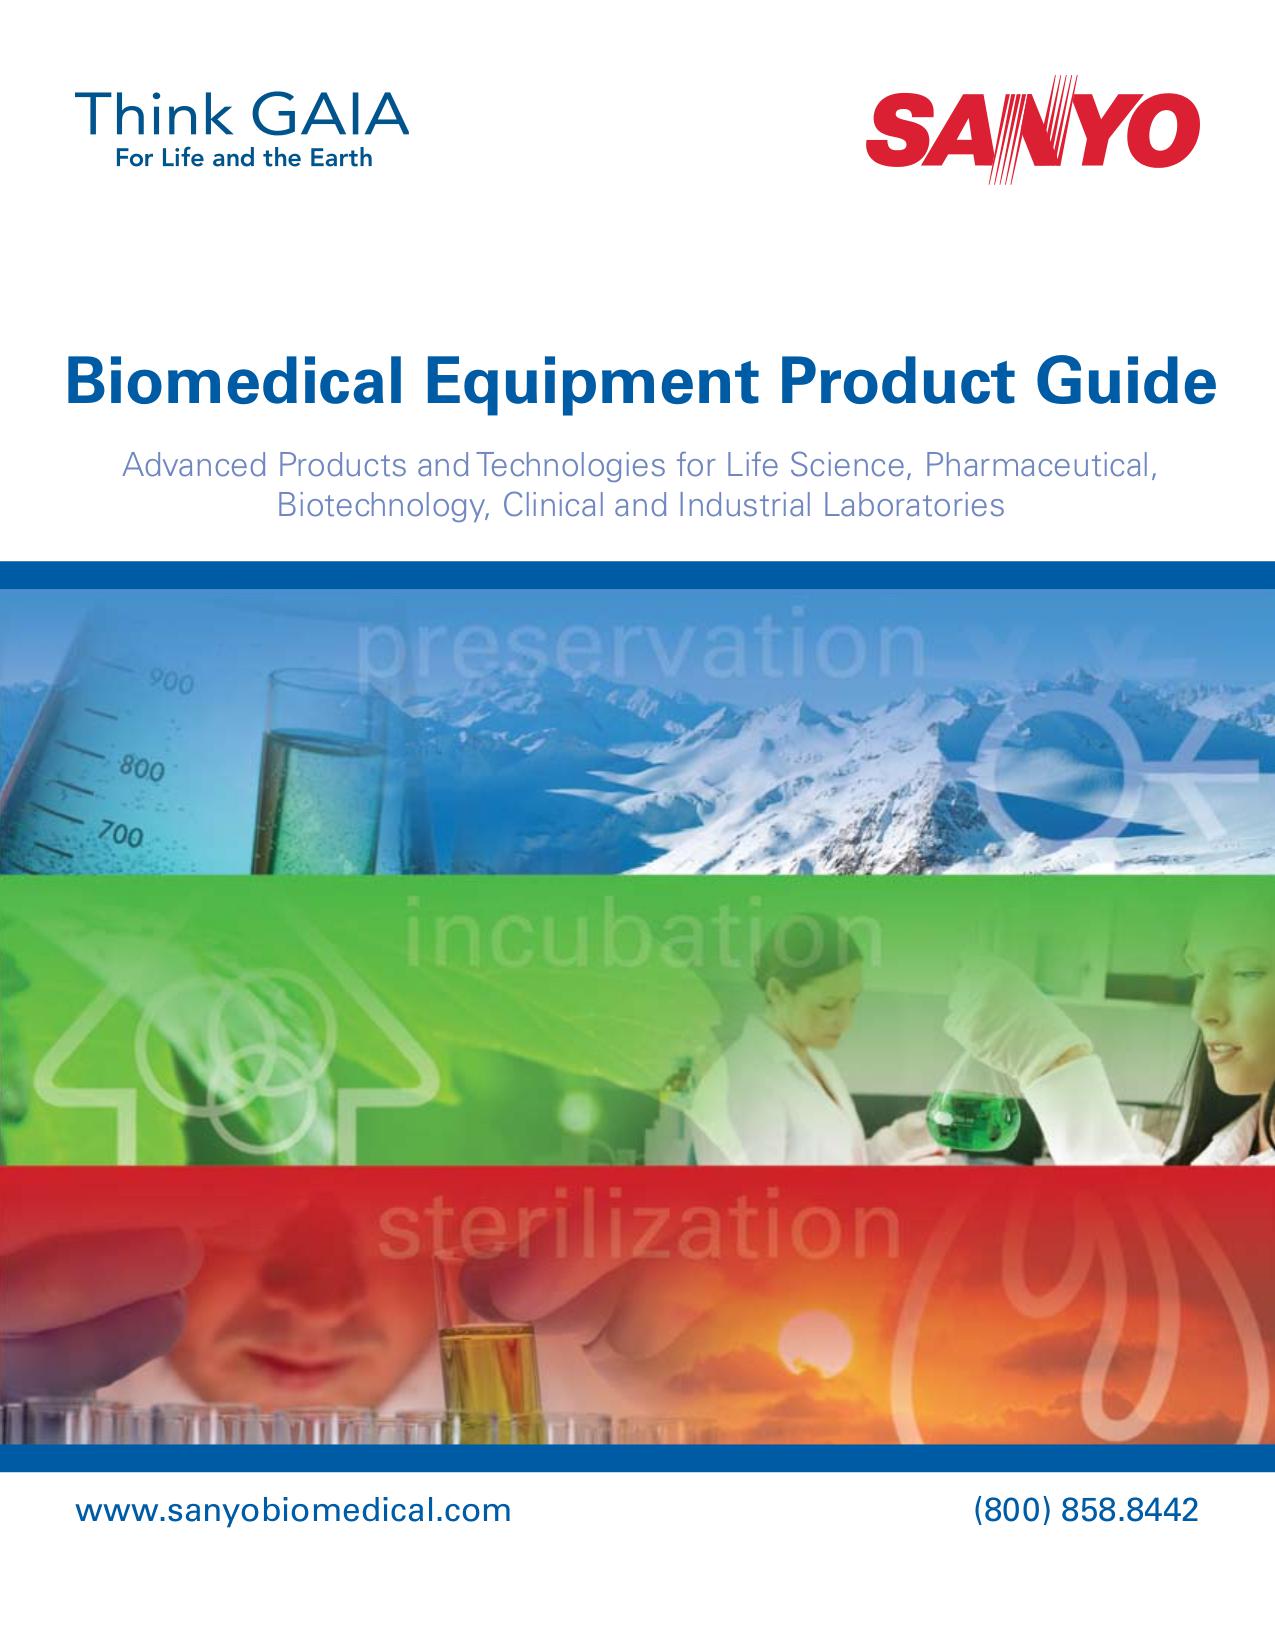 Think GAIA
For Life and the Earth
SANYO
Biomedical Equipment Product Guide
Advanced Products and Technologies for Life Science, Pharmaceutical,
Biotechnology, Clinical and Industrial Laboratories
preservation
900
800
700
incubation
sterilization
www.sanyobiomedical.com
(800) 858.8442